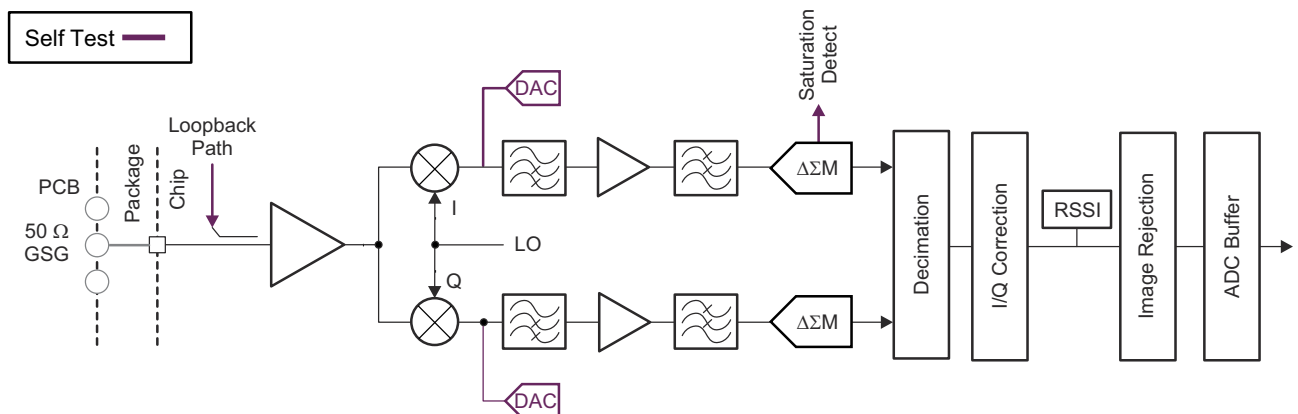 Self Test
DAC
Saturation
Detect
Loopback
Path
PCB
Package
Chip
50 Ω
GSG
I
LO
Q
ΔΣM
ΔΣM
DAC
Decimation
I/Q Correction
RSSI
Image Rejection
ADC Buffer